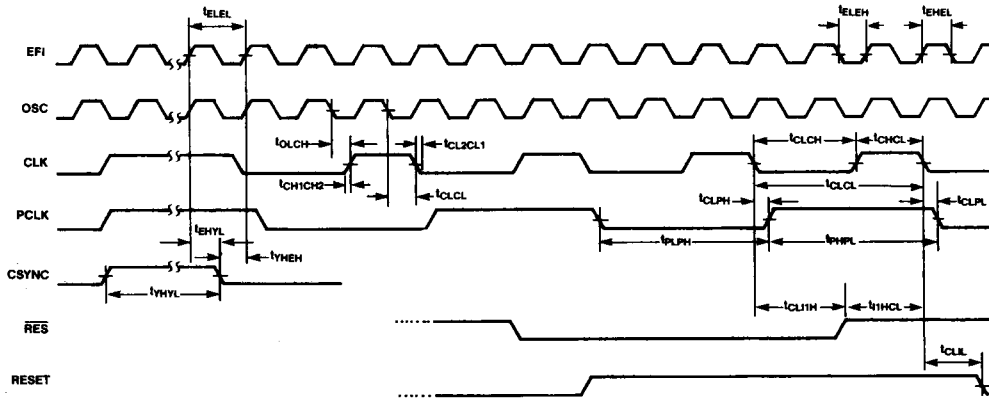 tELEL
tELEH
tEHEL
EFI
OSC
tOLCH
tCL2CL1
tCLCH
tCHCL
CLK
tCH1CH2
tCLCL
tCLCL
tCLPH
tCLPL
PCLK
tEHYL
tYHEH
tPLPH
tPHPL
CSYNC
tYHYL
tCLI1H
tI1HCL
RES
tCLIL
RESET